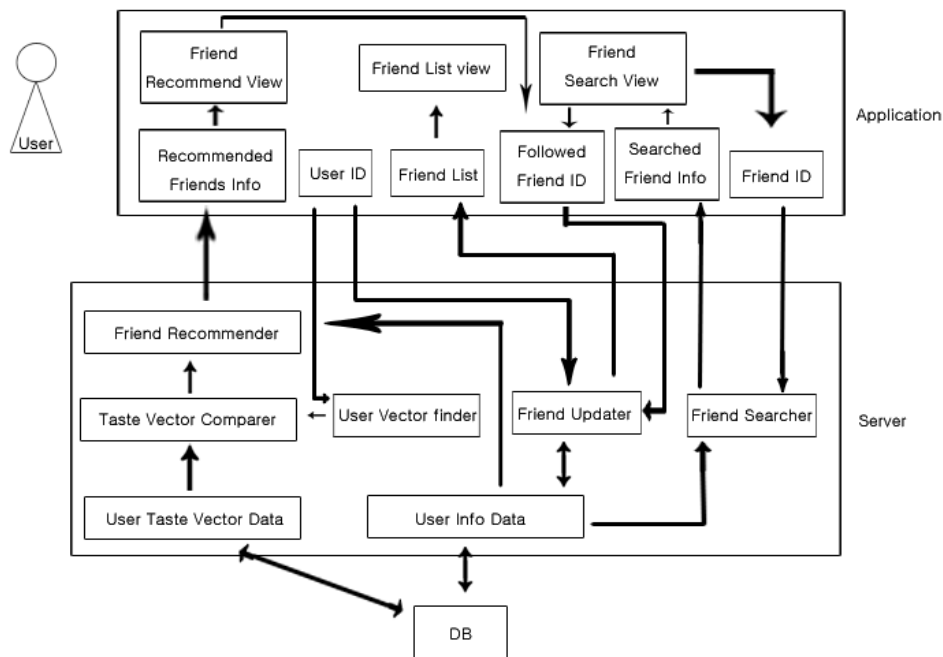 Friend
Recommend View
Friend List view
Friend
Search View
Application
User
Recommended
Friends Info
User ID
Friend List
Followed
Friend ID
Searched
Friend Info
Friend ID
Friend Recommender
Taste Vector Comparer
User Vector finder
Friend Updater
Friend Searcher
Server
User Taste Vector Data
User Info Data
DB